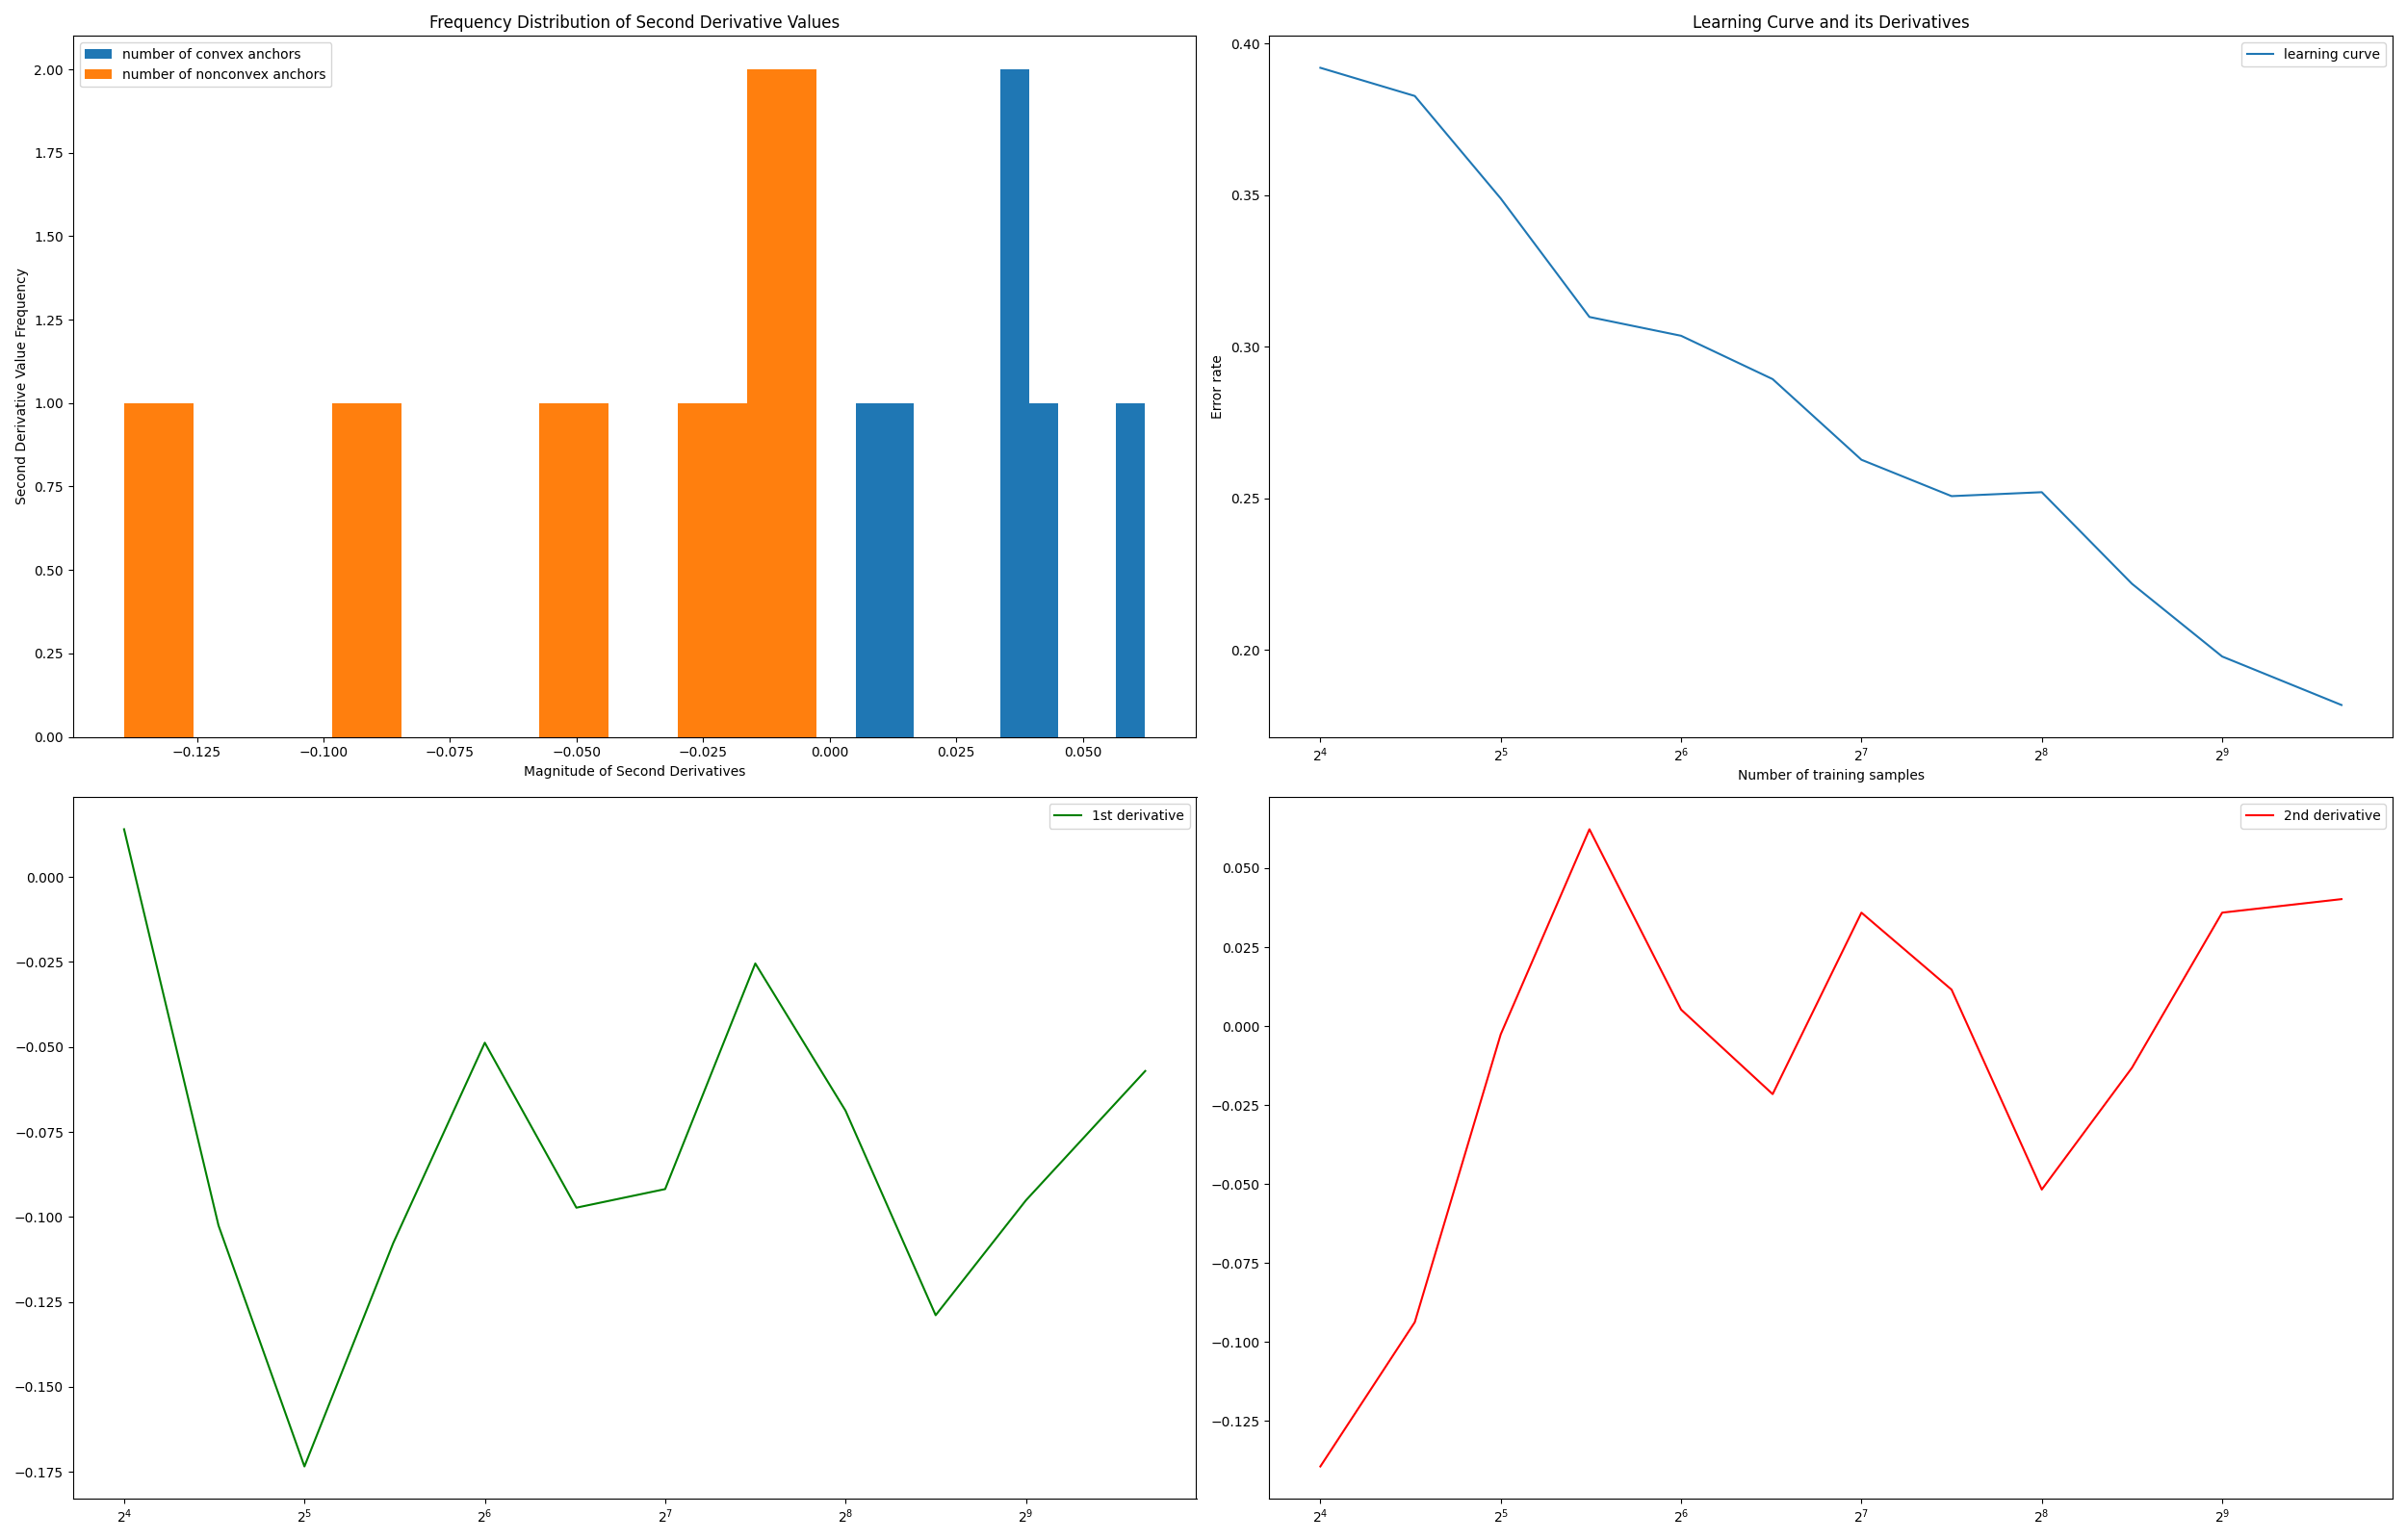 Frequency Distribution of Second Derivative Values
number of convex anchors
number of nonconvex anchors
Second Derivative Value Frequency
2.00
1.75
1.50
1.25
1.00
0.75
0.50
0.25
0.00
−0.125 −0.100 −0.075 −0.050 −0.025 0.000 0.025 0.050
Magnitude of Second Derivatives
Learning Curve and its Derivatives
learning curve
Error rate
0.40
0.35
0.30
0.25
0.20
2⁴ 2⁵ 2⁶ 2⁷ 2⁸ 2⁹
Number of training samples
1st derivative
0.000
−0.025
−0.050
−0.075
−0.100
−0.125
−0.150
−0.175
2⁴ 2⁵ 2⁶ 2⁷ 2⁸ 2⁹
2nd derivative
0.050
0.025
0.000
−0.025
−0.050
−0.075
−0.100
−0.125
2⁴ 2⁵ 2⁶ 2⁷ 2⁸ 2⁹